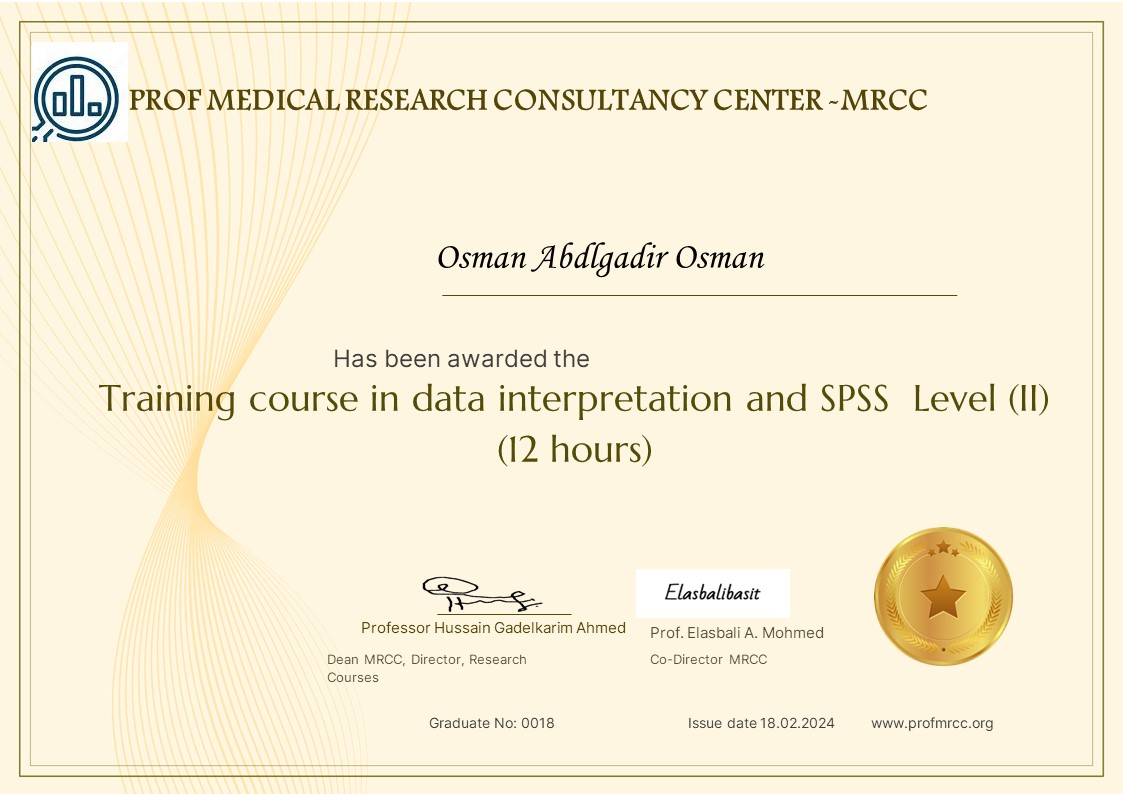 PROF MEDICAL RESEARCH CONSULTANCY CENTER ~MRCC
Osman Abdlgadir Osman
Has been awarded the
Training course in data interpretation and SPSS Level (II)
(12 hours)
Elasbalibasit
Professor Hussain Gadelkarim Ahmed
Prof. Elasbali A. Mohmed
Dean MRCC, Director, Research
Courses
Co-Director MRCC
Graduate No: 0018
Issue date 18.02.2024
www.profmrcc.org